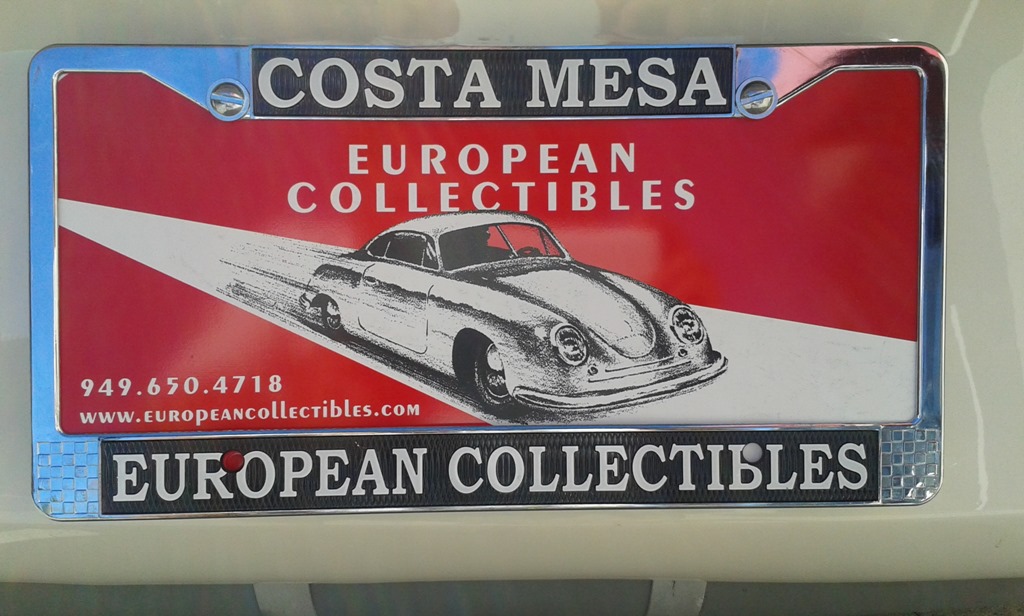 COSTA MESA
EUROPEAN
COLLECTIBLES
949.650.4718
WWW.EUROPEANCOLLECTIBLES.COM
EUROPEAN COLLECTIBLES